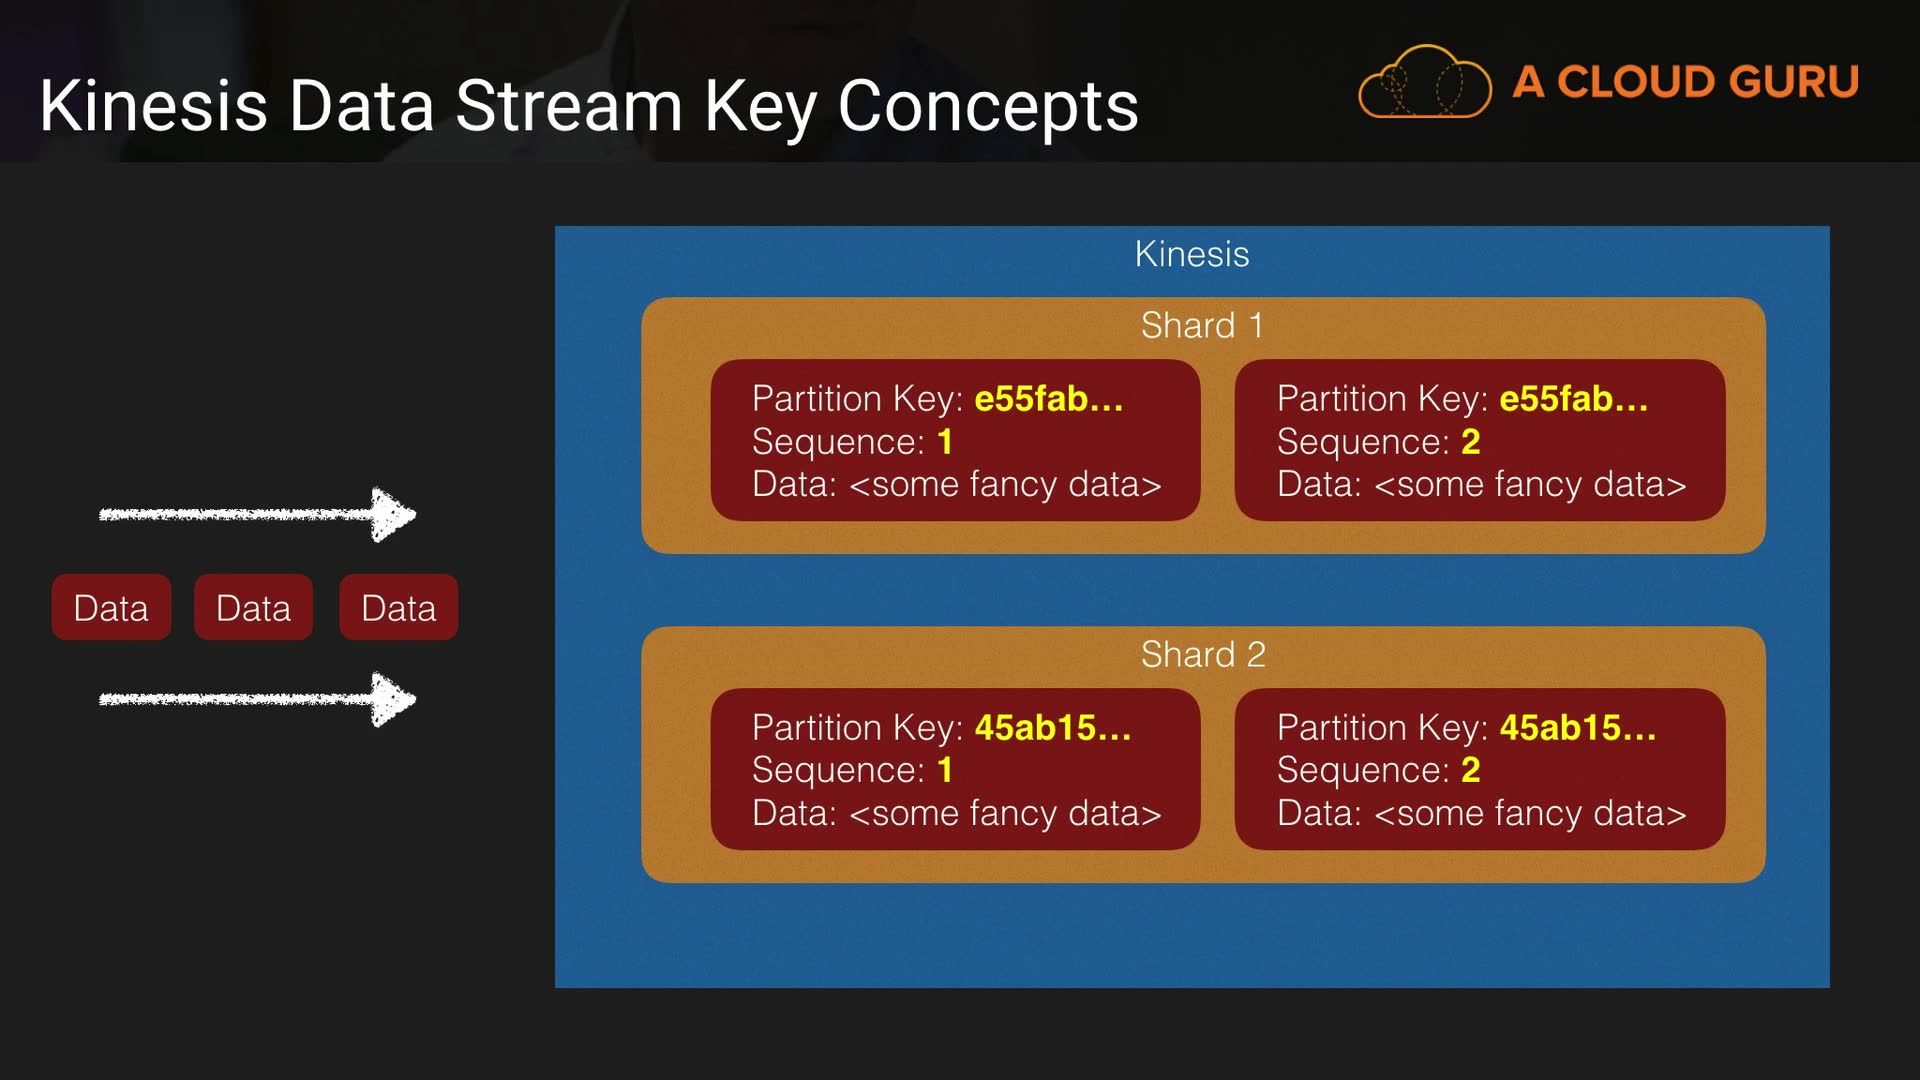 Kinesis Data Stream Key Concepts
A CLOUD GURU
Kinesis
Shard 1
Partition Key: e55fab...
Sequence: 1
Data: <some fancy data>
Partition Key: e55fab...
Sequence: 2
Data: <some fancy data>
Data
Data
Data
Shard 2
Partition Key: 45ab15...
Sequence: 1
Data: <some fancy data>
Partition Key: 45ab15...
Sequence: 2
Data: <some fancy data>